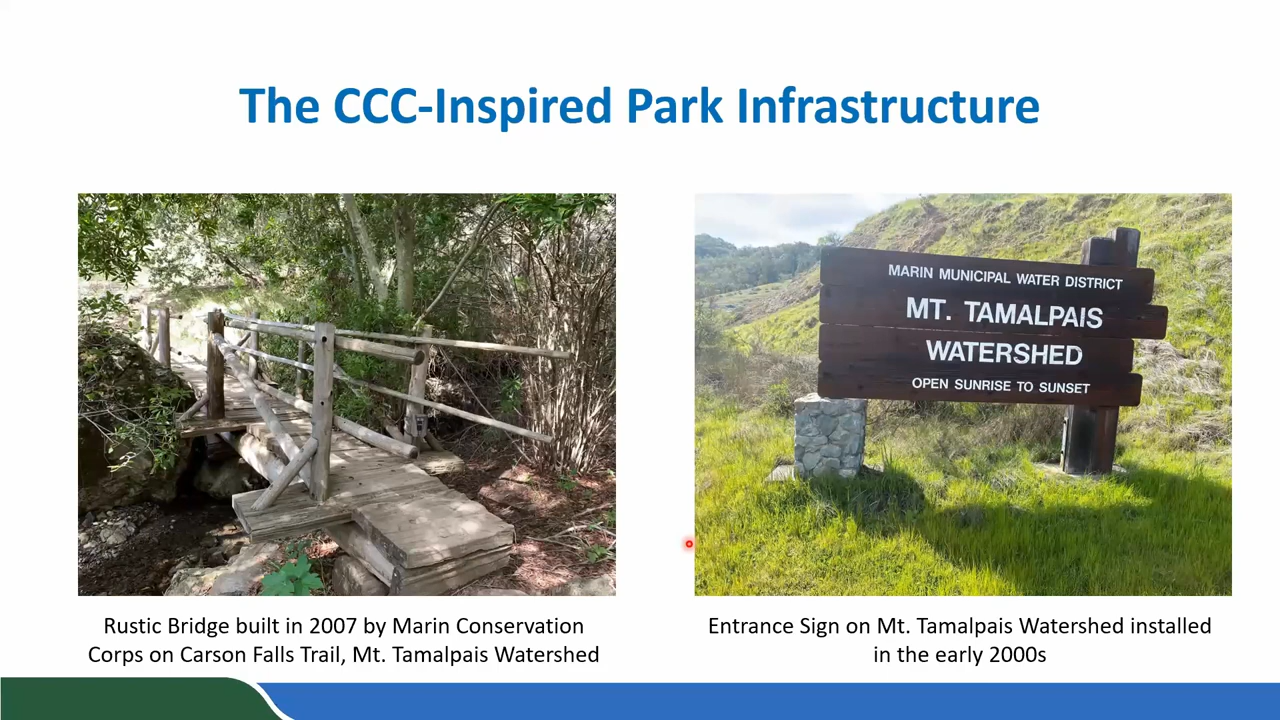 The CCC-Inspired Park Infrastructure
MARIN MUNICIPAL WATER DISTRICT
MT. TAMALPAIS
WATERSHED
OPEN SUNRISE TO SUNSET
Rustic Bridge built in 2007 by Marin Conservation
Corps on Carson Falls Trail, Mt. Tamalpais Watershed
Entrance Sign on Mt. Tamalpais Watershed installed
in the early 2000s